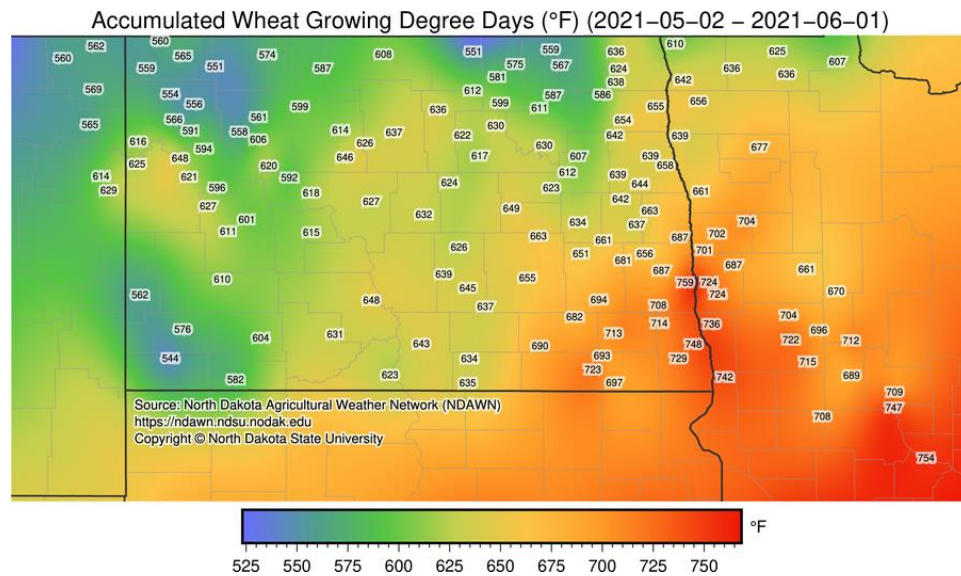 Accumulated Wheat Growing Degree Days (°F) (2021−05−02 − 2021−06−01)
562 560 610
560 565 551 574 608 551 559 636 625
559 587 575 567 624 636 636 607
569 554 581 638 642
556 599 612 599 587 586 656
565 566 561 636 611 655
591 558 614 637 630 654
616 594 606 626 622 630 642 639 677
625 648 620 646 617 607 639 658
614 621 592 612 639
629 596 618 624 623 644 661
627 627 649 642
601 632 634 663 704
611 615 663 637 687 702
626 661 701
651 681 656 687
610 639 655 687 661
562 645 759 724 670
648 637 694 724
576 682 708 704
604 631 713 714 736 696
544 643 690 748 722 712
634 693 729 715
582 623 723 742 689
635 697
709
747
708
754
Source: North Dakota Agricultural Weather Network (NDAWN)
https://ndawn.ndsu.nodak.edu
Copyright © North Dakota State University
°F
525 550 575 600 625 650 675 700 725 750